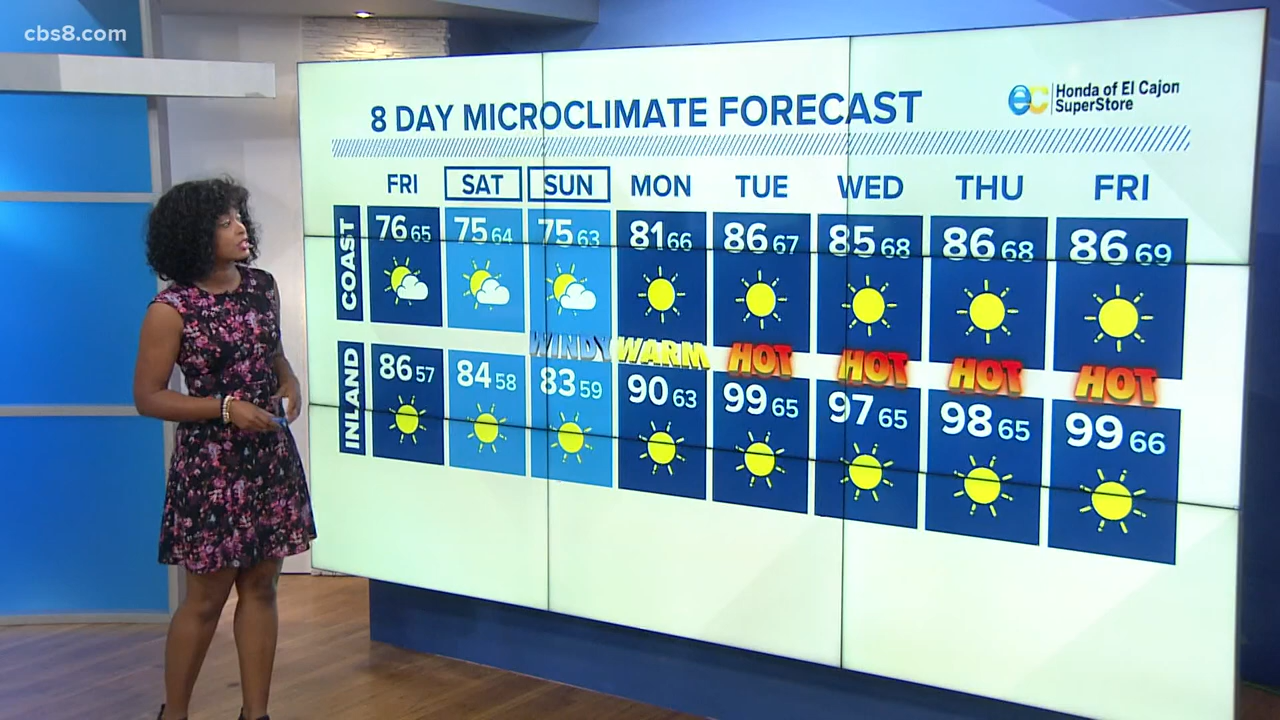 cbs8.com
8 DAY MICROCLIMATE FORECAST
ec Honda of El Cajon
SuperStore
FRI SAT SUN MON TUE WED THU FRI
COAST
76 65 75 64 75 63 81 66 86 67 85 68 86 68 86 69
WINDY WARM HOT HOT HOT HOT
INLAND
86 57 84 58 83 59 90 63 99 65 97 65 98 65 99 66